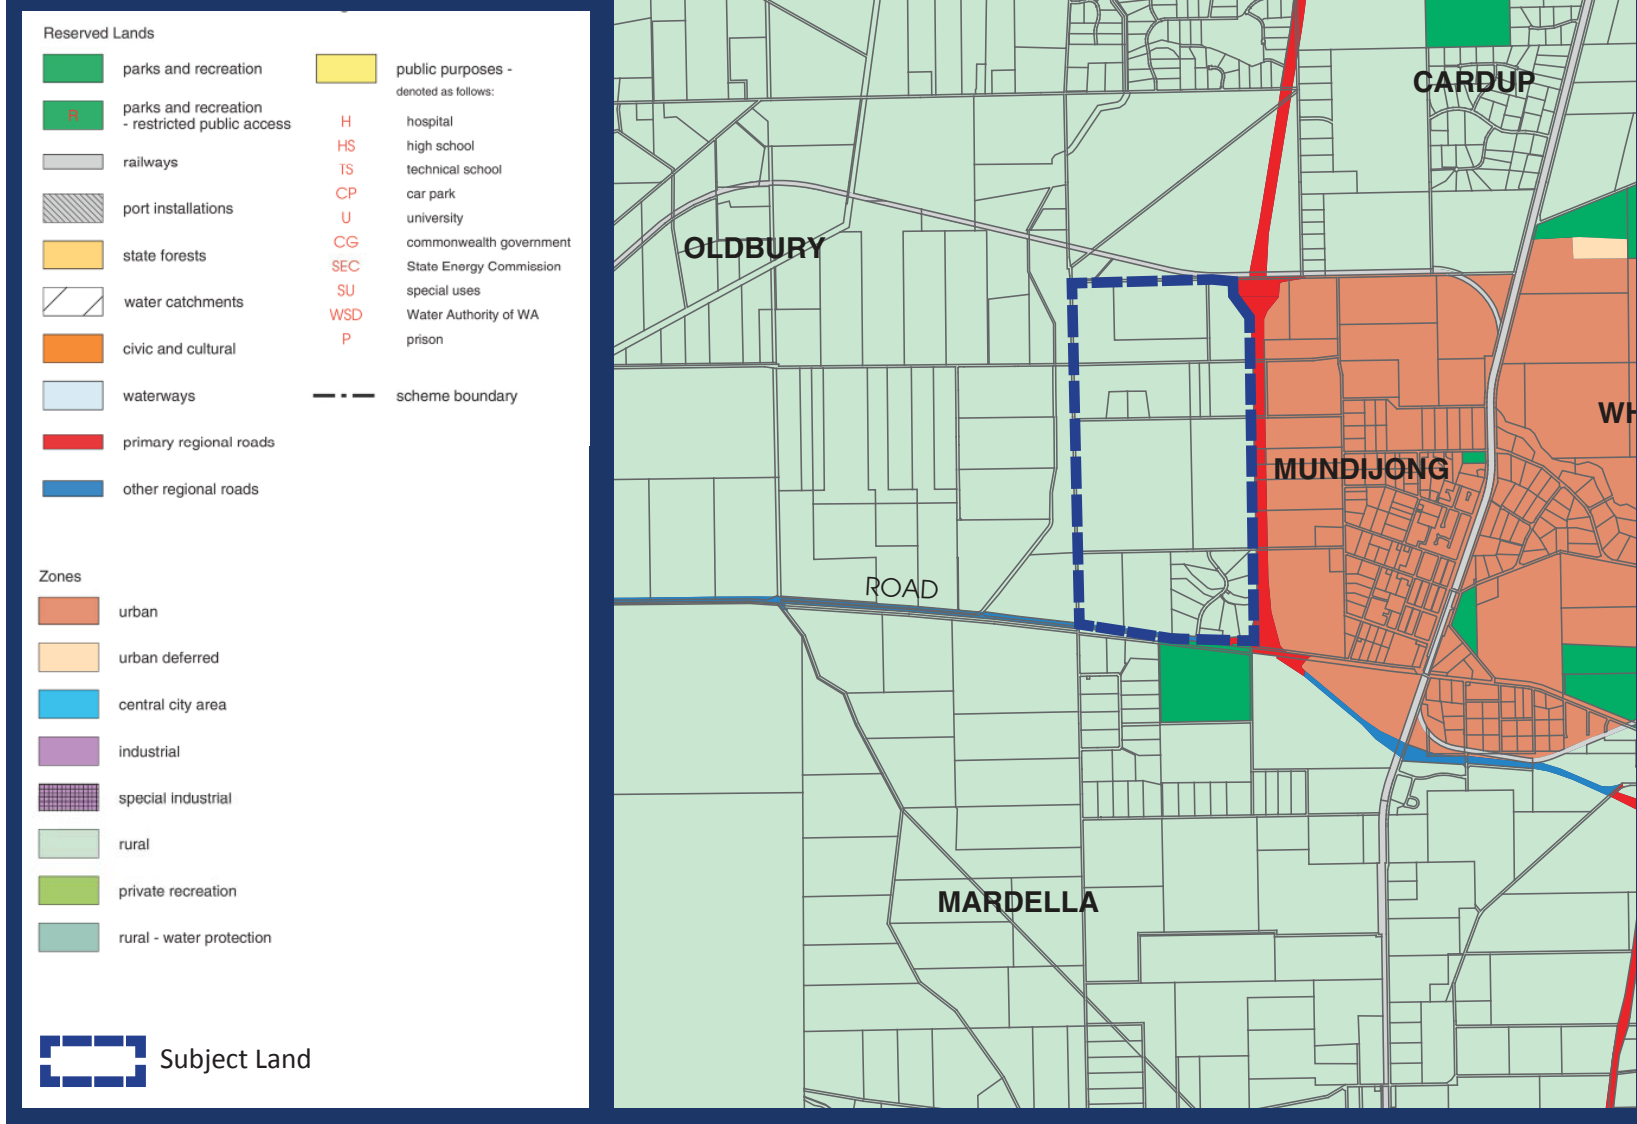 Reserved Lands
parks and recreation
R
parks and recreation
- restricted public access
railways
port installations
state forests
water catchments
civic and cultural
waterways
primary regional roads
other regional roads
public purposes -
denoted as follows:
H hospital
HS high school
TS technical school
CP car park
U university
CG commonwealth government
SEC State Energy Commission
SU special uses
WSD Water Authority of WA
P prison
scheme boundary
Zones
urban
urban deferred
central city area
industrial
special industrial
rural
private recreation
rural - water protection
Subject Land
CARDUP
OLDBURY
WH
MUNDIJONG
ROAD
MARDELLA